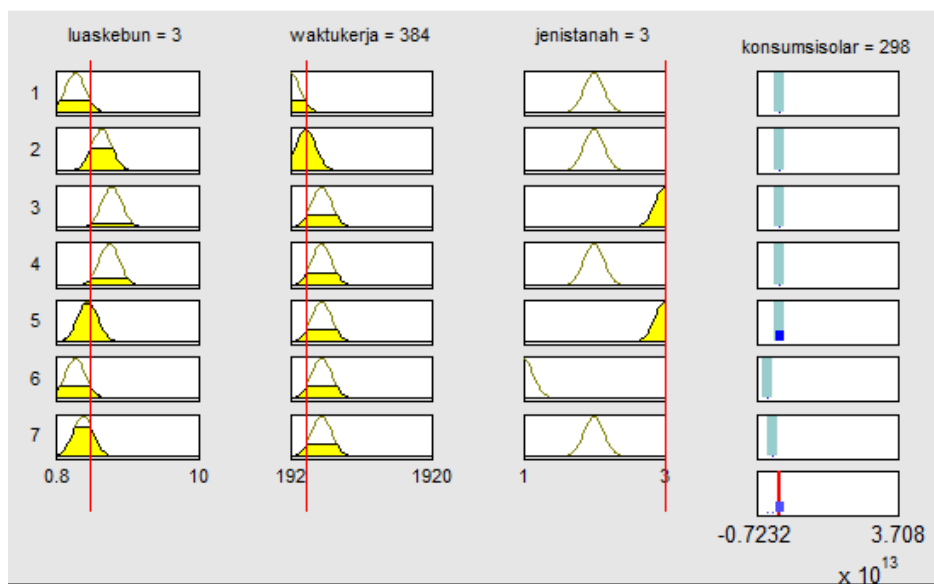 luaskebun = 3 waktukerja = 384 jenistanah = 3 konsumsisolar = 298
1
2
3
4
5
6
7
0.8 10 192 1920 1 3
-0.7232 3.708
x 10^13